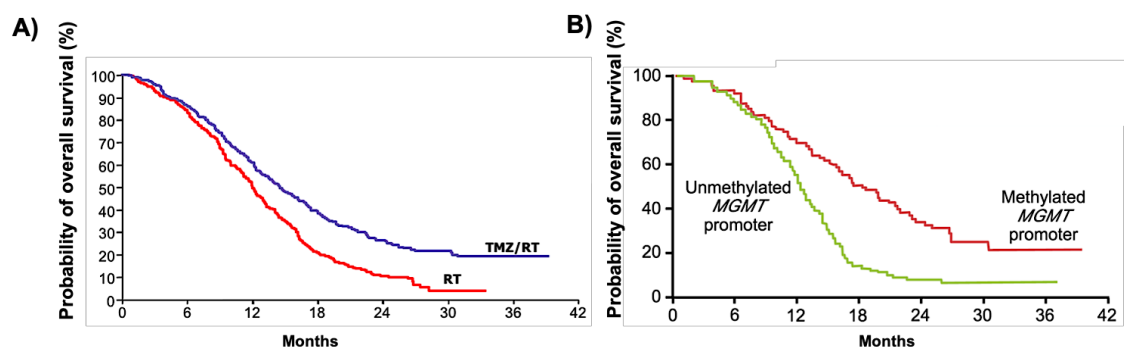 A)
Probability of overall survival (%)
100
90
80
70
60
50
40
30
20
10
0
TMZ/RT
RT
0 6 12 18 24 30 36 42
Months
B)
Probability of overall survival (%)
100
80
60
40
20
0
Unmethylated
MGMT
promoter
Methylated
MGMT
promoter
0 6 12 18 24 30 36 42
Months